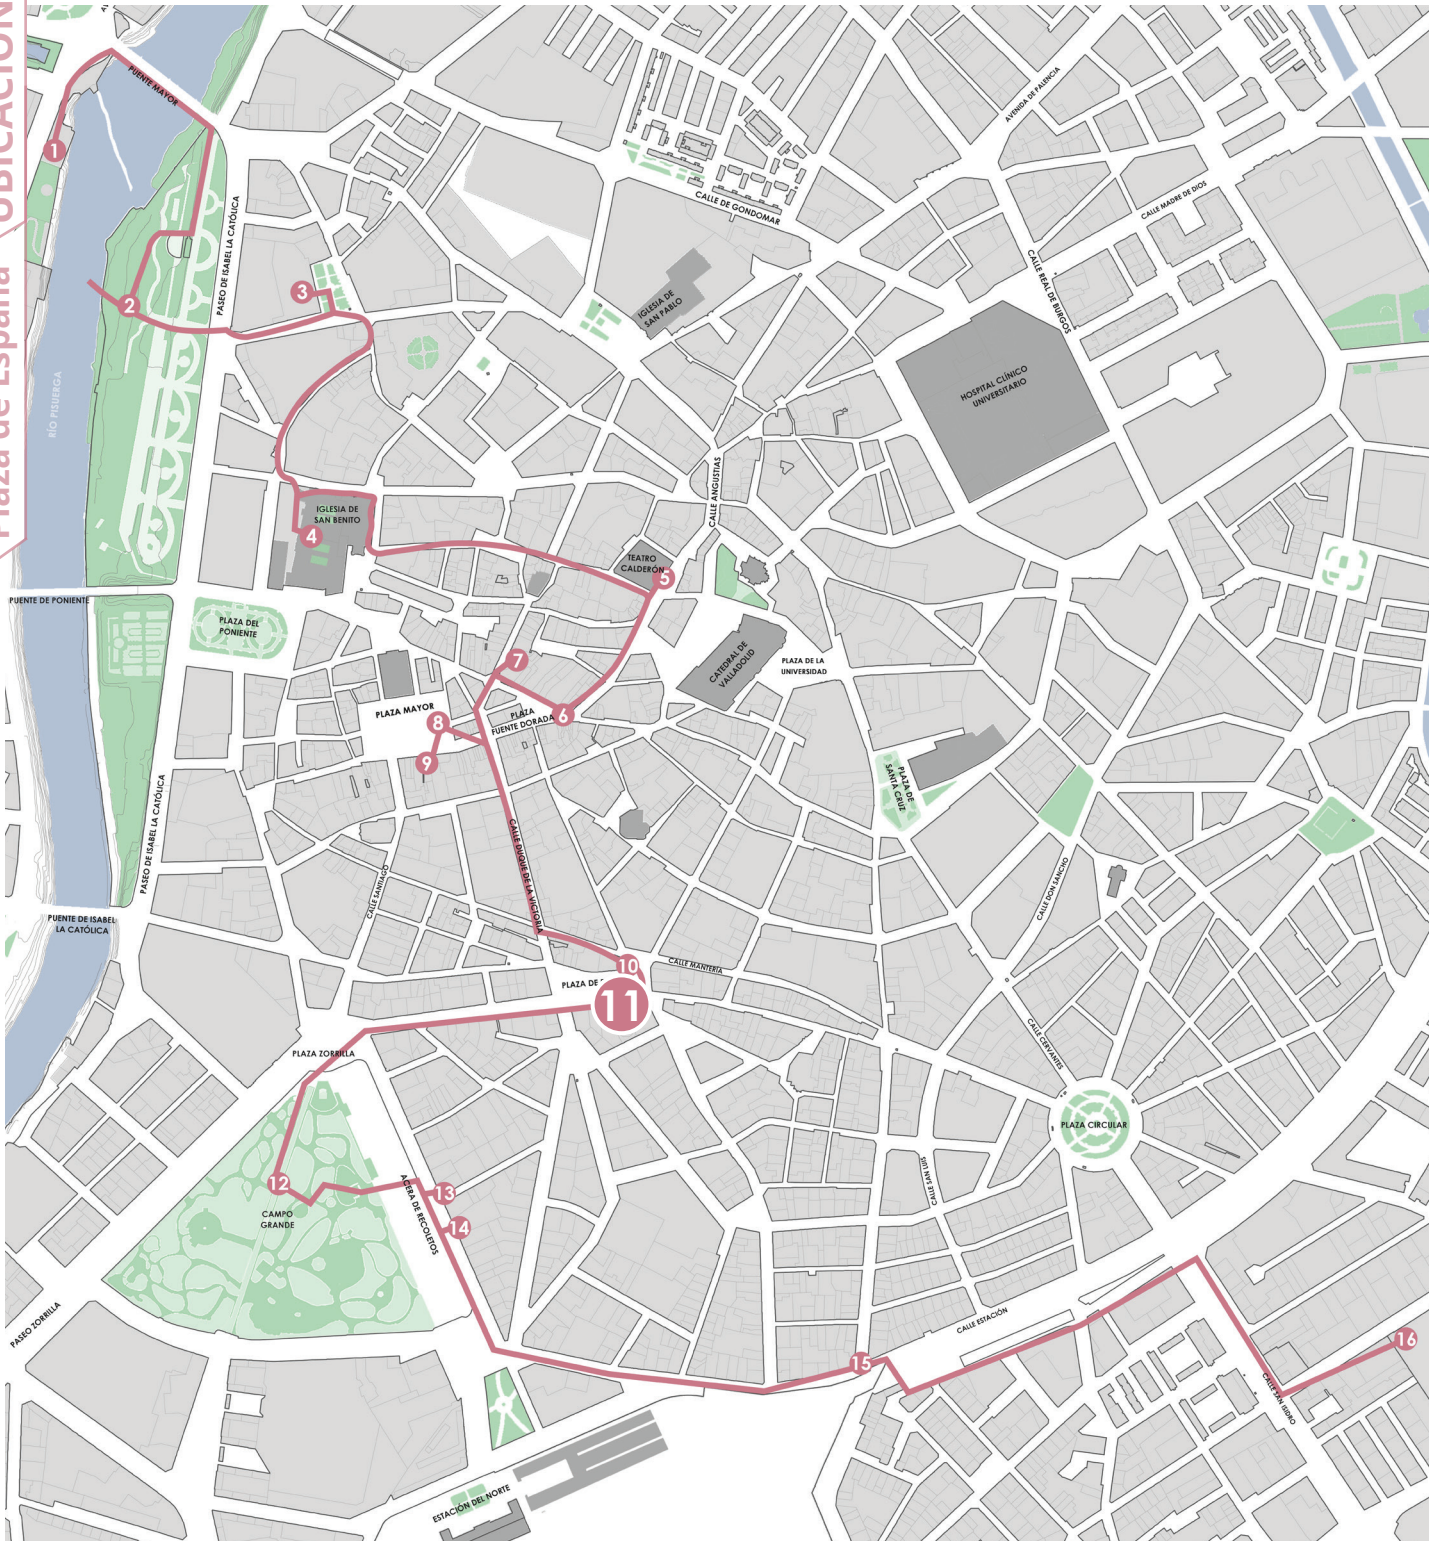 Plaza de España
UBICACIÓN
PUENTE MAYOR
1
AVENIDA DE PALENCIA
CALLE DE GONDOMAR
CALLE MADRE DE DIOS
PASEO DE ISABEL LA CATÓLICA
CALLE REAL DE BURGOS
2
3
IGLESIA DE
SAN PABLO
RÍO PISUERGA
HOSPITAL CLÍNICO
UNIVERSITARIO
CALLE ANGUSTIAS
IGLESIA DE
SAN BENITO
4
TEATRO
CALDERÓN
5
PUENTE DE PONIENTE
PLAZA DEL
PONIENTE
CATEDRAL DE
VALLADOLID
PLAZA DE LA
UNIVERSIDAD
7
PLAZA MAYOR
8
PLAZA
FUENTE DORADA
6
9
PLAZA DE
SANTA CRUZ
PASEO DE ISABEL LA CATÓLICA
CALLE DUQUE DE LA VICTORIA
CALLE SANTIAGO
CALLE DON SANCHO
PUENTE DE ISABEL
LA CATÓLICA
10
CALLE MANTERÍA
PLAZA DE
11
CALLE CERVANTES
PLAZA ZORRILLA
PLAZA CIRCULAR
12
CAMPO
GRANDE
ACERA DE RECOLETOS
13
14
CALLE SAN LUIS
PASEO ZORRILLA
CALLE ESTACIÓN
15
16
CALLE SAN ISIDRO
ESTACIÓN DEL NORTE